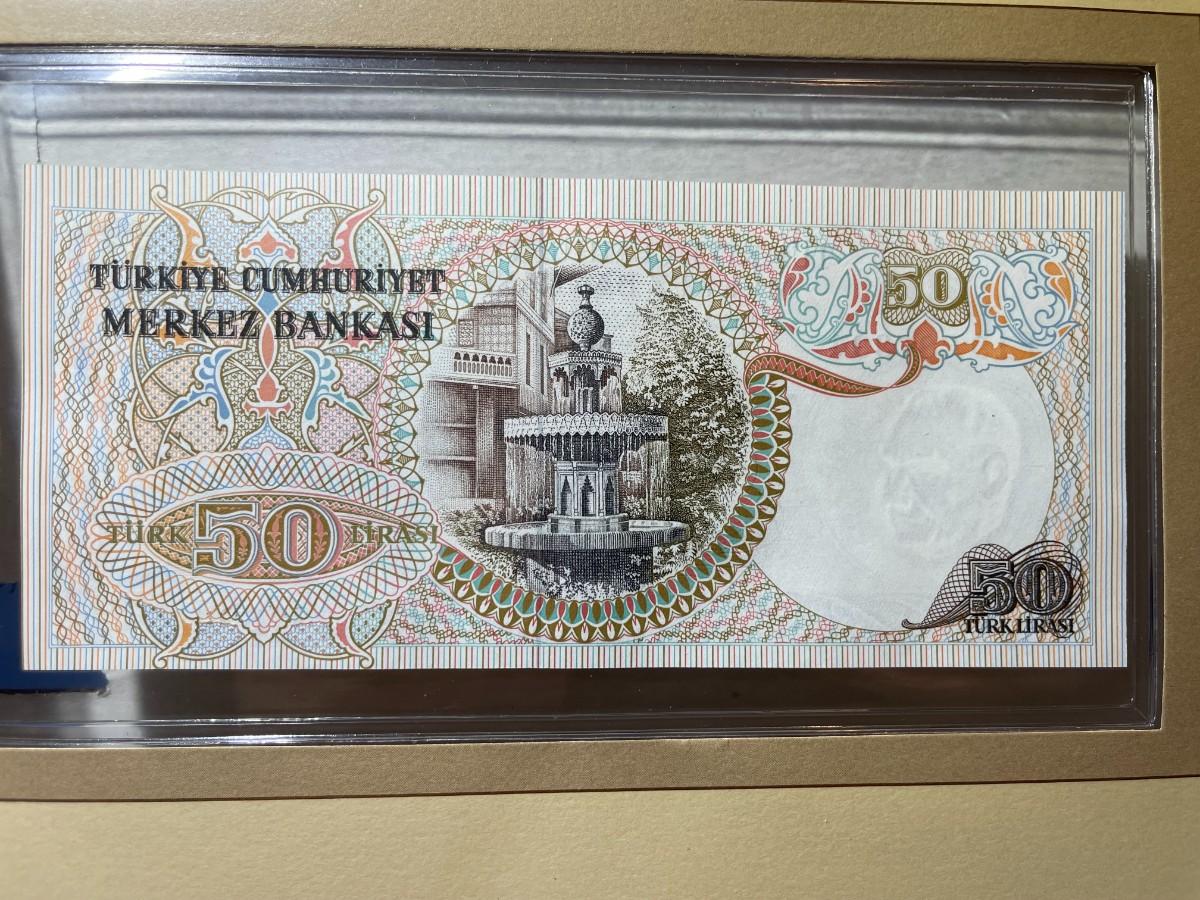 TÜRKİYE CUMHURİYET
MERKEZ BANKASI
50
TÜRK 50 LİRASI
50
TÜRK LİRASI